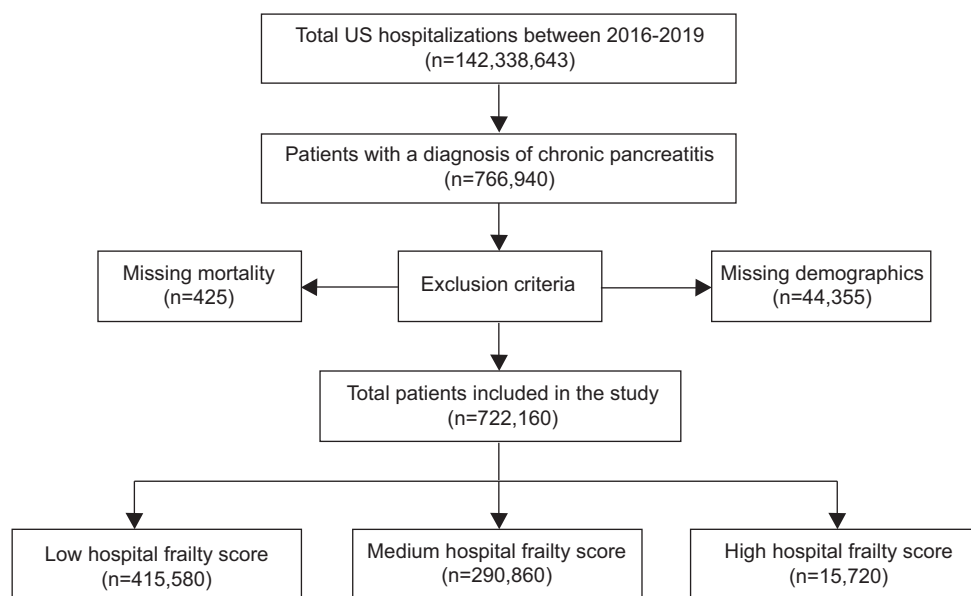 Total US hospitalizations between 2016-2019
(n=142,338,643)
Patients with a diagnosis of chronic pancreatitis
(n=766,940)
Missing mortality
(n=425)
Exclusion criteria
Missing demographics
(n=44,355)
Total patients included in the study
(n=722,160)
Low hospital frailty score
(n=415,580)
Medium hospital frailty score
(n=290,860)
High hospital frailty score
(n=15,720)